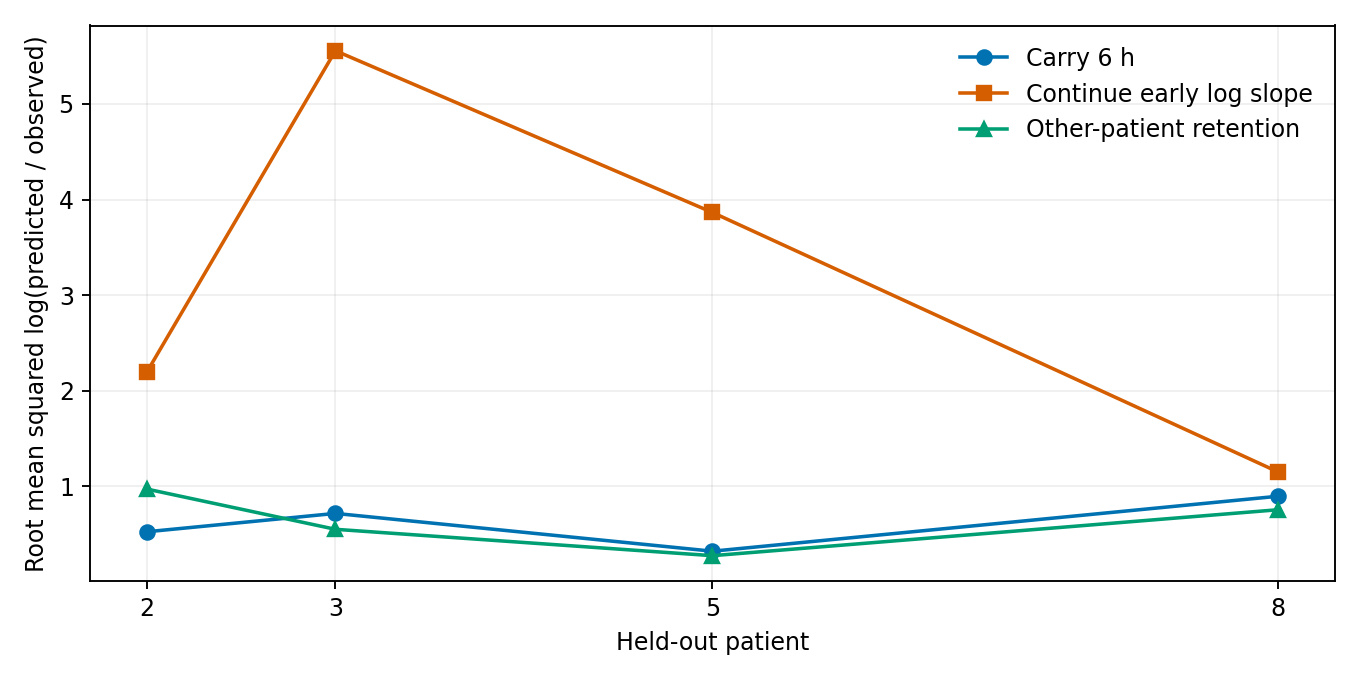 Root mean squared log(predicted / observed)
5
4
3
2
1
Carry 6 h
Continue early log slope
Other-patient retention
2 3 5 8
Held-out patient